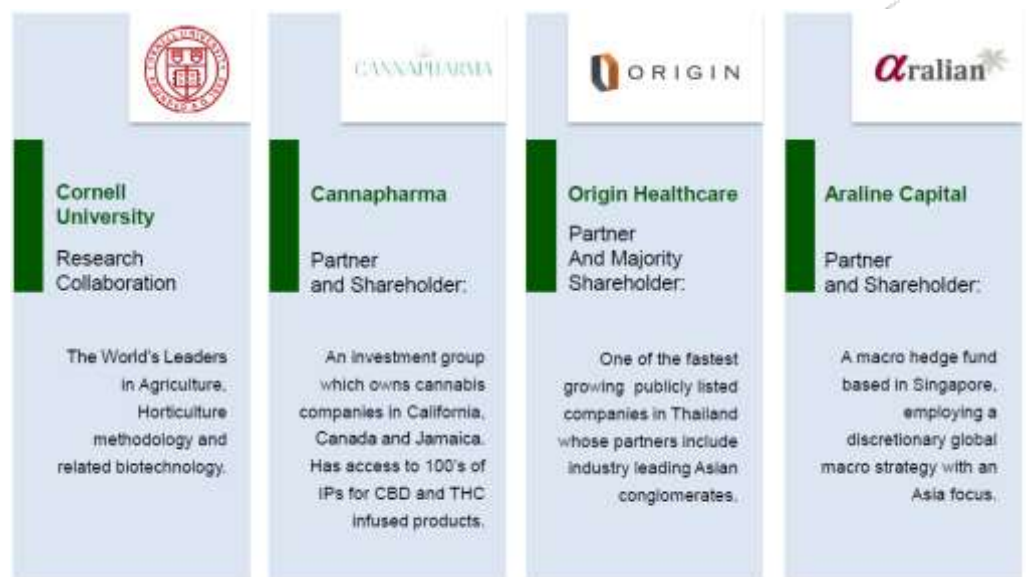 CANNAPHARMA
ORIGIN
αralian
Cornell
University
Research
Collaboration
The World's Leaders
in Agriculture,
Horticulture
methodology and
related biotechnology.
Cannapharma
Partner
and Shareholder:
An investment group
which owns cannabis
companies in California,
Canada and Jamaica.
Has access to 100's of
IPs for CBD and THC
infused products.
Origin Healthcare
Partner
And Majority
Shareholder:
One of the fastest
growing publicly listed
companies in Thailand
whose partners include
industry leading Asian
conglomerates.
Araline Capital
Partner
and Shareholder:
A macro hedge fund
based in Singapore,
employing a
discretionary global
macro strategy with an
Asia focus.